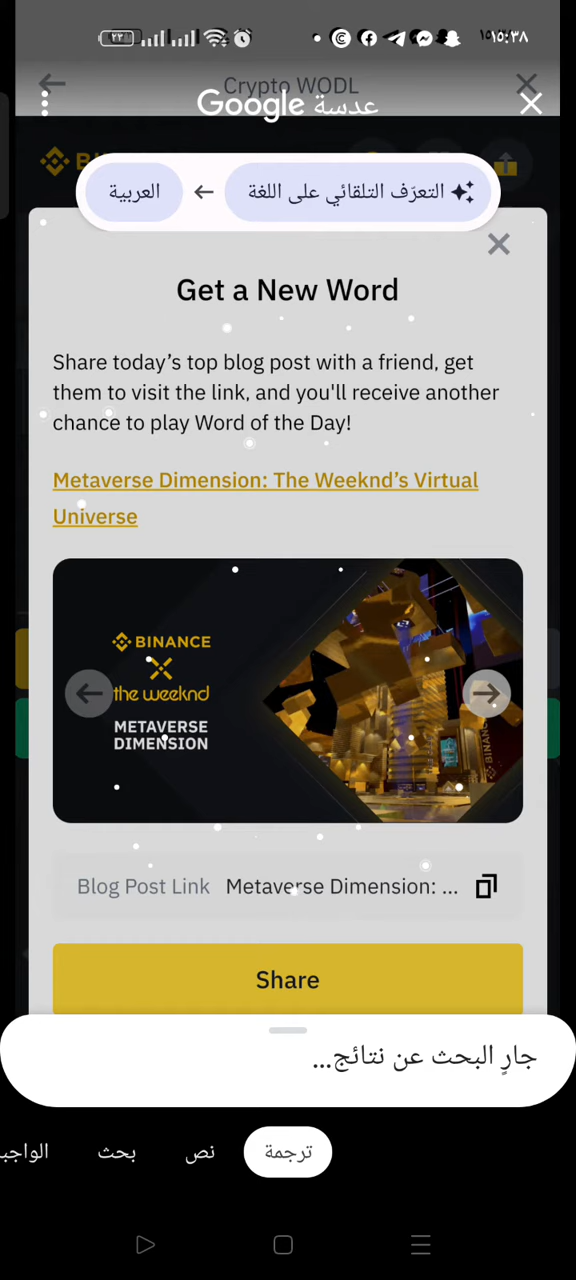 ٢٣
١٥:٣٨
Crypto WODL
Google عدسة
التعرّف التلقائي على اللغة
العربية
Get a New Word
Share today’s top blog post with a friend, get
them to visit the link, and you'll receive another
chance to play Word of the Day!
Metaverse Dimension: The Weeknd’s Virtual
Universe
BINANCE
the weeknd
METAVERSE
DIMENSION
BINANCE
Blog Post Link Metaverse Dimension: ...
Share
جارٍ البحث عن نتائج...
ترجمة
نص
بحث
الواجب